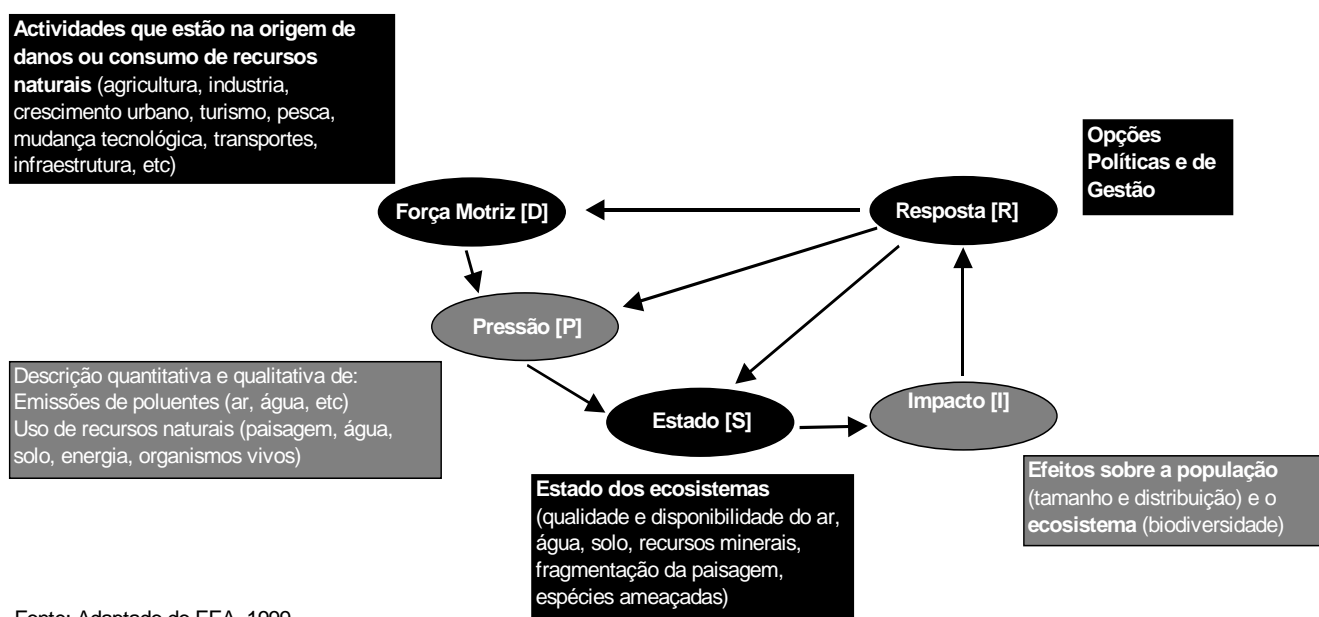 Actividades que estão na origem de
danos ou consumo de recursos
naturais (agricultura, industria,
crescimento urbano, turismo, pesca,
mudança tecnológica, transportes,
infraestrutura, etc)
Opções
Políticas e de
Gestão
Força Motriz [D]
Resposta [R]
Pressão [P]
Descrição quantitativa e qualitativa de:
Emissões de poluentes (ar, água, etc)
Uso de recursos naturais (paisagem, água,
solo, energia, organismos vivos)
Estado [S]
Impacto [I]
Efeitos sobre a população
(tamanho e distribuição) e o
ecosistema (biodiversidade)
Estado dos ecosistemas
(qualidade e disponibilidade do ar,
água, solo, recursos minerais,
fragmentação da paisagem,
espécies ameaçadas)